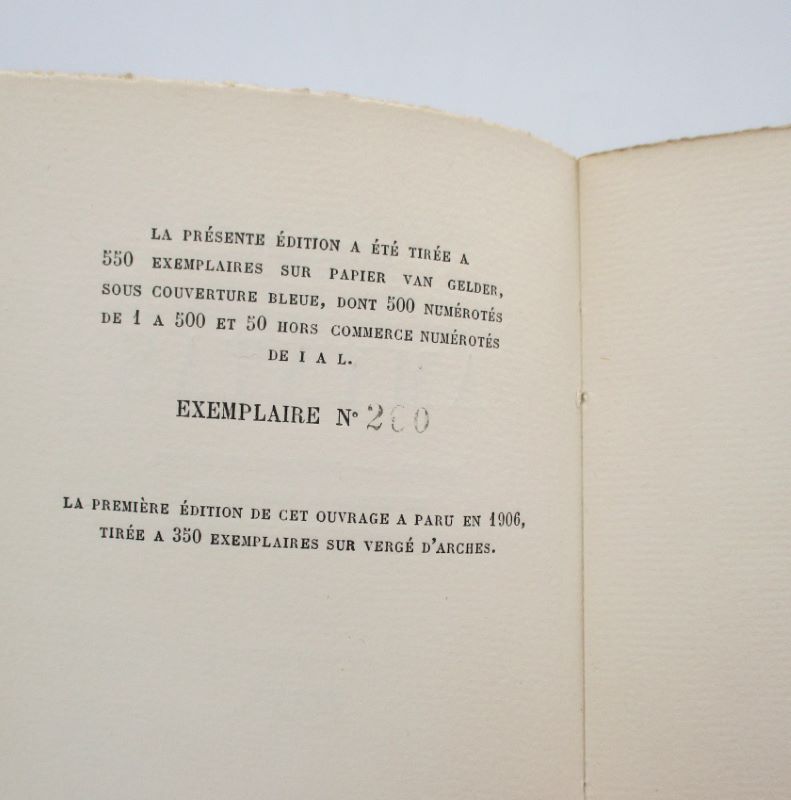 LA PRÉSENTE ÉDITION A ÉTÉ TIRÉE A
550 EXEMPLAIRES SUR PAPIER VAN GELDER,
SOUS COUVERTURE BLEUE, DONT 500 NUMÉROTÉS
DE 1 A 500 ET 50 HORS COMMERCE NUMÉROTÉS
DE I A L.
EXEMPLAIRE N°
LA PREMIÈRE ÉDITION DE CET OUVRAGE A PARU EN 1906,
TIRÉE A 350 EXEMPLAIRES SUR VERGÉ D'ARCHES.